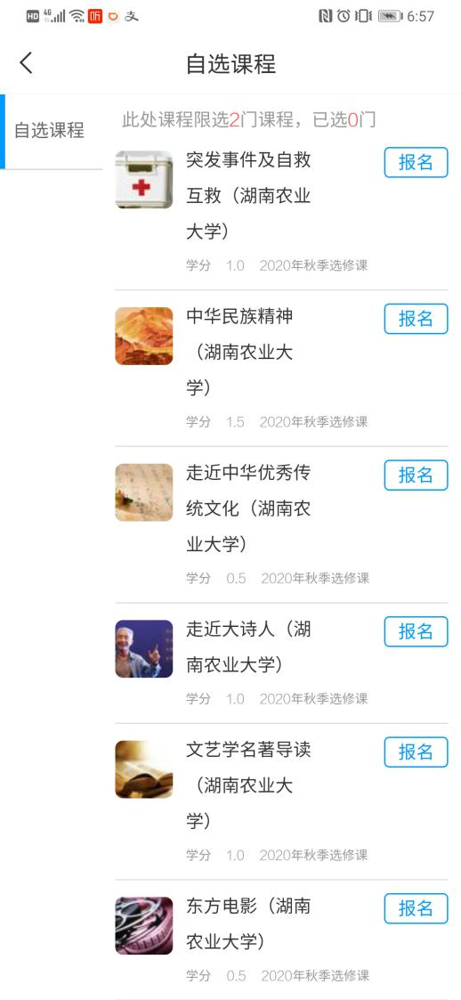 HD 4G 听 支 6:57
自选课程
自选课程
此处课程限选2门课程，已选0门
突发事件及自救 报名
互救（湖南农业
大学）
学分 1.0 2020年秋季选修课
中华民族精神 报名
（湖南农业大
学）
学分 1.5 2020年秋季选修课
走近中华优秀传 报名
统文化（湖南农
业大学）
学分 0.5 2020年秋季选修课
走近大诗人（湖 报名
南农业大学）
学分 1.0 2020年秋季选修课
文艺学名著导读 报名
（湖南农业大
学）
学分 1.0 2020年秋季选修课
东方电影（湖南 报名
农业大学）
学分 0.5 2020年秋季选修课